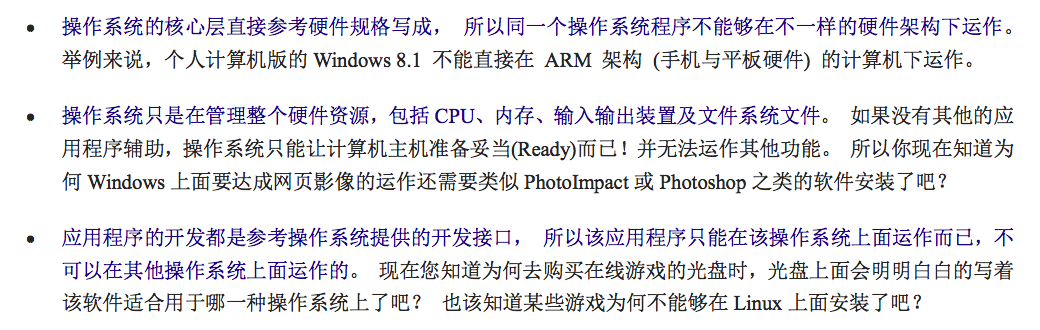 • 操作系统的核心层直接参考硬件规格写成， 所以同一个操作系统程序不能够在不一样的硬件架构下运作。
举例来说，个人计算机版的 Windows 8.1 不能直接在 ARM 架构 (手机与平板硬件) 的计算机下运作。
• 操作系统只是在管理整个硬件资源，包括 CPU、内存、输入输出装置及文件系统文件。 如果没有其他的应
用程序辅助，操作系统只能让计算机主机准备妥当(Ready)而已！并无法运作其他功能。 所以你现在知道为
何 Windows 上面要达成网页影像的运作还需要类似 PhotoImpact 或 Photoshop 之类的软件安装了吧？
• 应用程序的开发都是参考操作系统提供的开发接口， 所以该应用程序只能在该操作系统上面运作而已，不
可以在其他操作系统上面运作的。 现在您知道为何去购买在线游戏的光盘时，光盘上面会明明白白的写着
该软件适合用于哪一种操作系统上了吧？ 也该知道某些游戏为何不能够在 Linux 上面安装了吧？